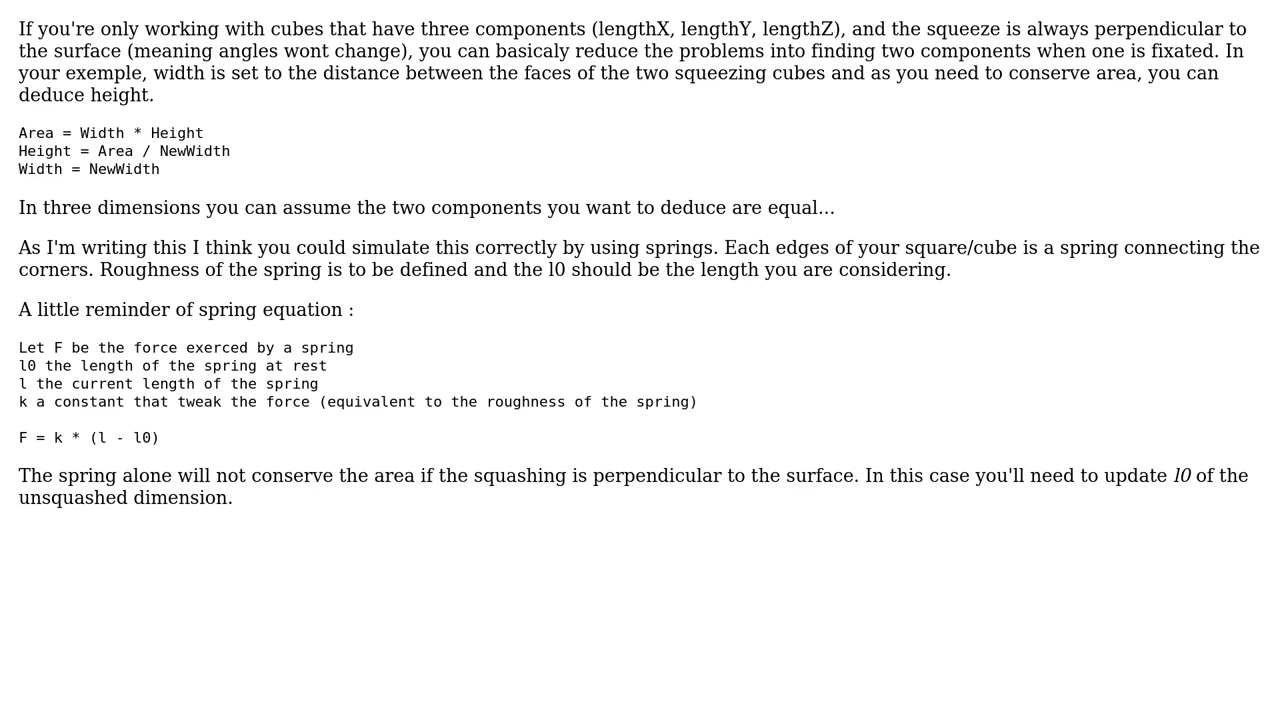 If you're only working with cubes that have three components (lengthX, lengthY, lengthZ), and the squeeze is always perpendicular to
the surface (meaning angles wont change), you can basicaly reduce the problems into finding two components when one is fixated. In
your exemple, width is set to the distance between the faces of the two squeezing cubes and as you need to conserve area, you can
deduce height.
Area = Width * Height
Height = Area / NewWidth
Width = NewWidth
In three dimensions you can assume the two components you want to deduce are equal...
As I'm writing this I think you could simulate this correctly by using springs. Each edges of your square/cube is a spring connecting the
corners. Roughness of the spring is to be defined and the l0 should be the length you are considering.
A little reminder of spring equation :
Let F be the force exerced by a spring
l0 the length of the spring at rest
l the current length of the spring
k a constant that tweak the force (equivalent to the roughness of the spring)
F = k * (l - l0)
The spring alone will not conserve the area if the squashing is perpendicular to the surface. In this case you'll need to update l0 of the
unsquashed dimension.